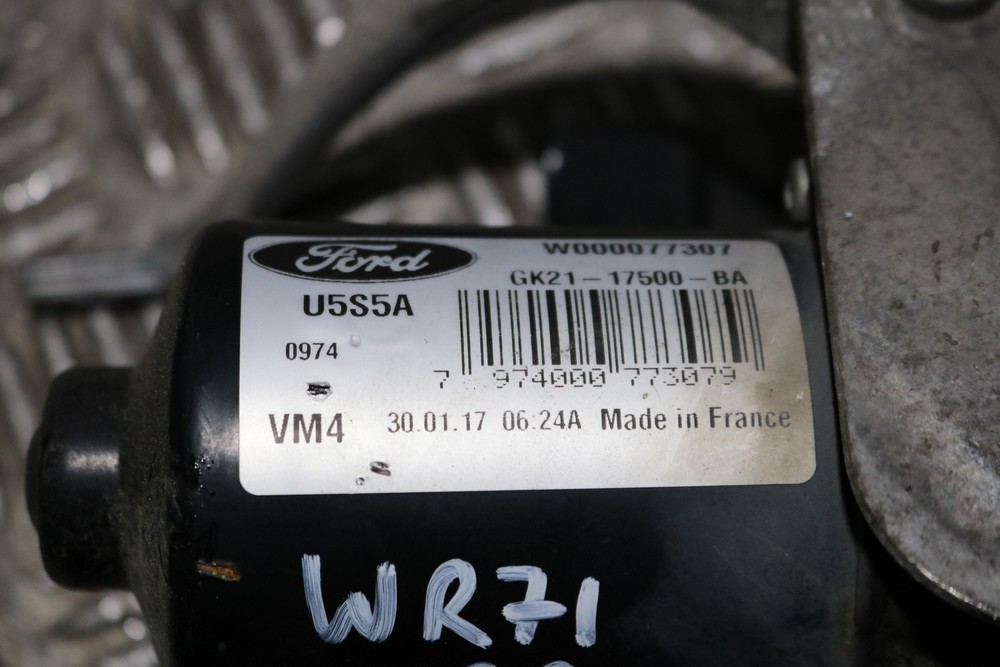 Ford
W000077307
GK21-17500-BA
U5S5A
0974
7 974000 773079
VM4
30.01.17 06:24A Made in France
WR71